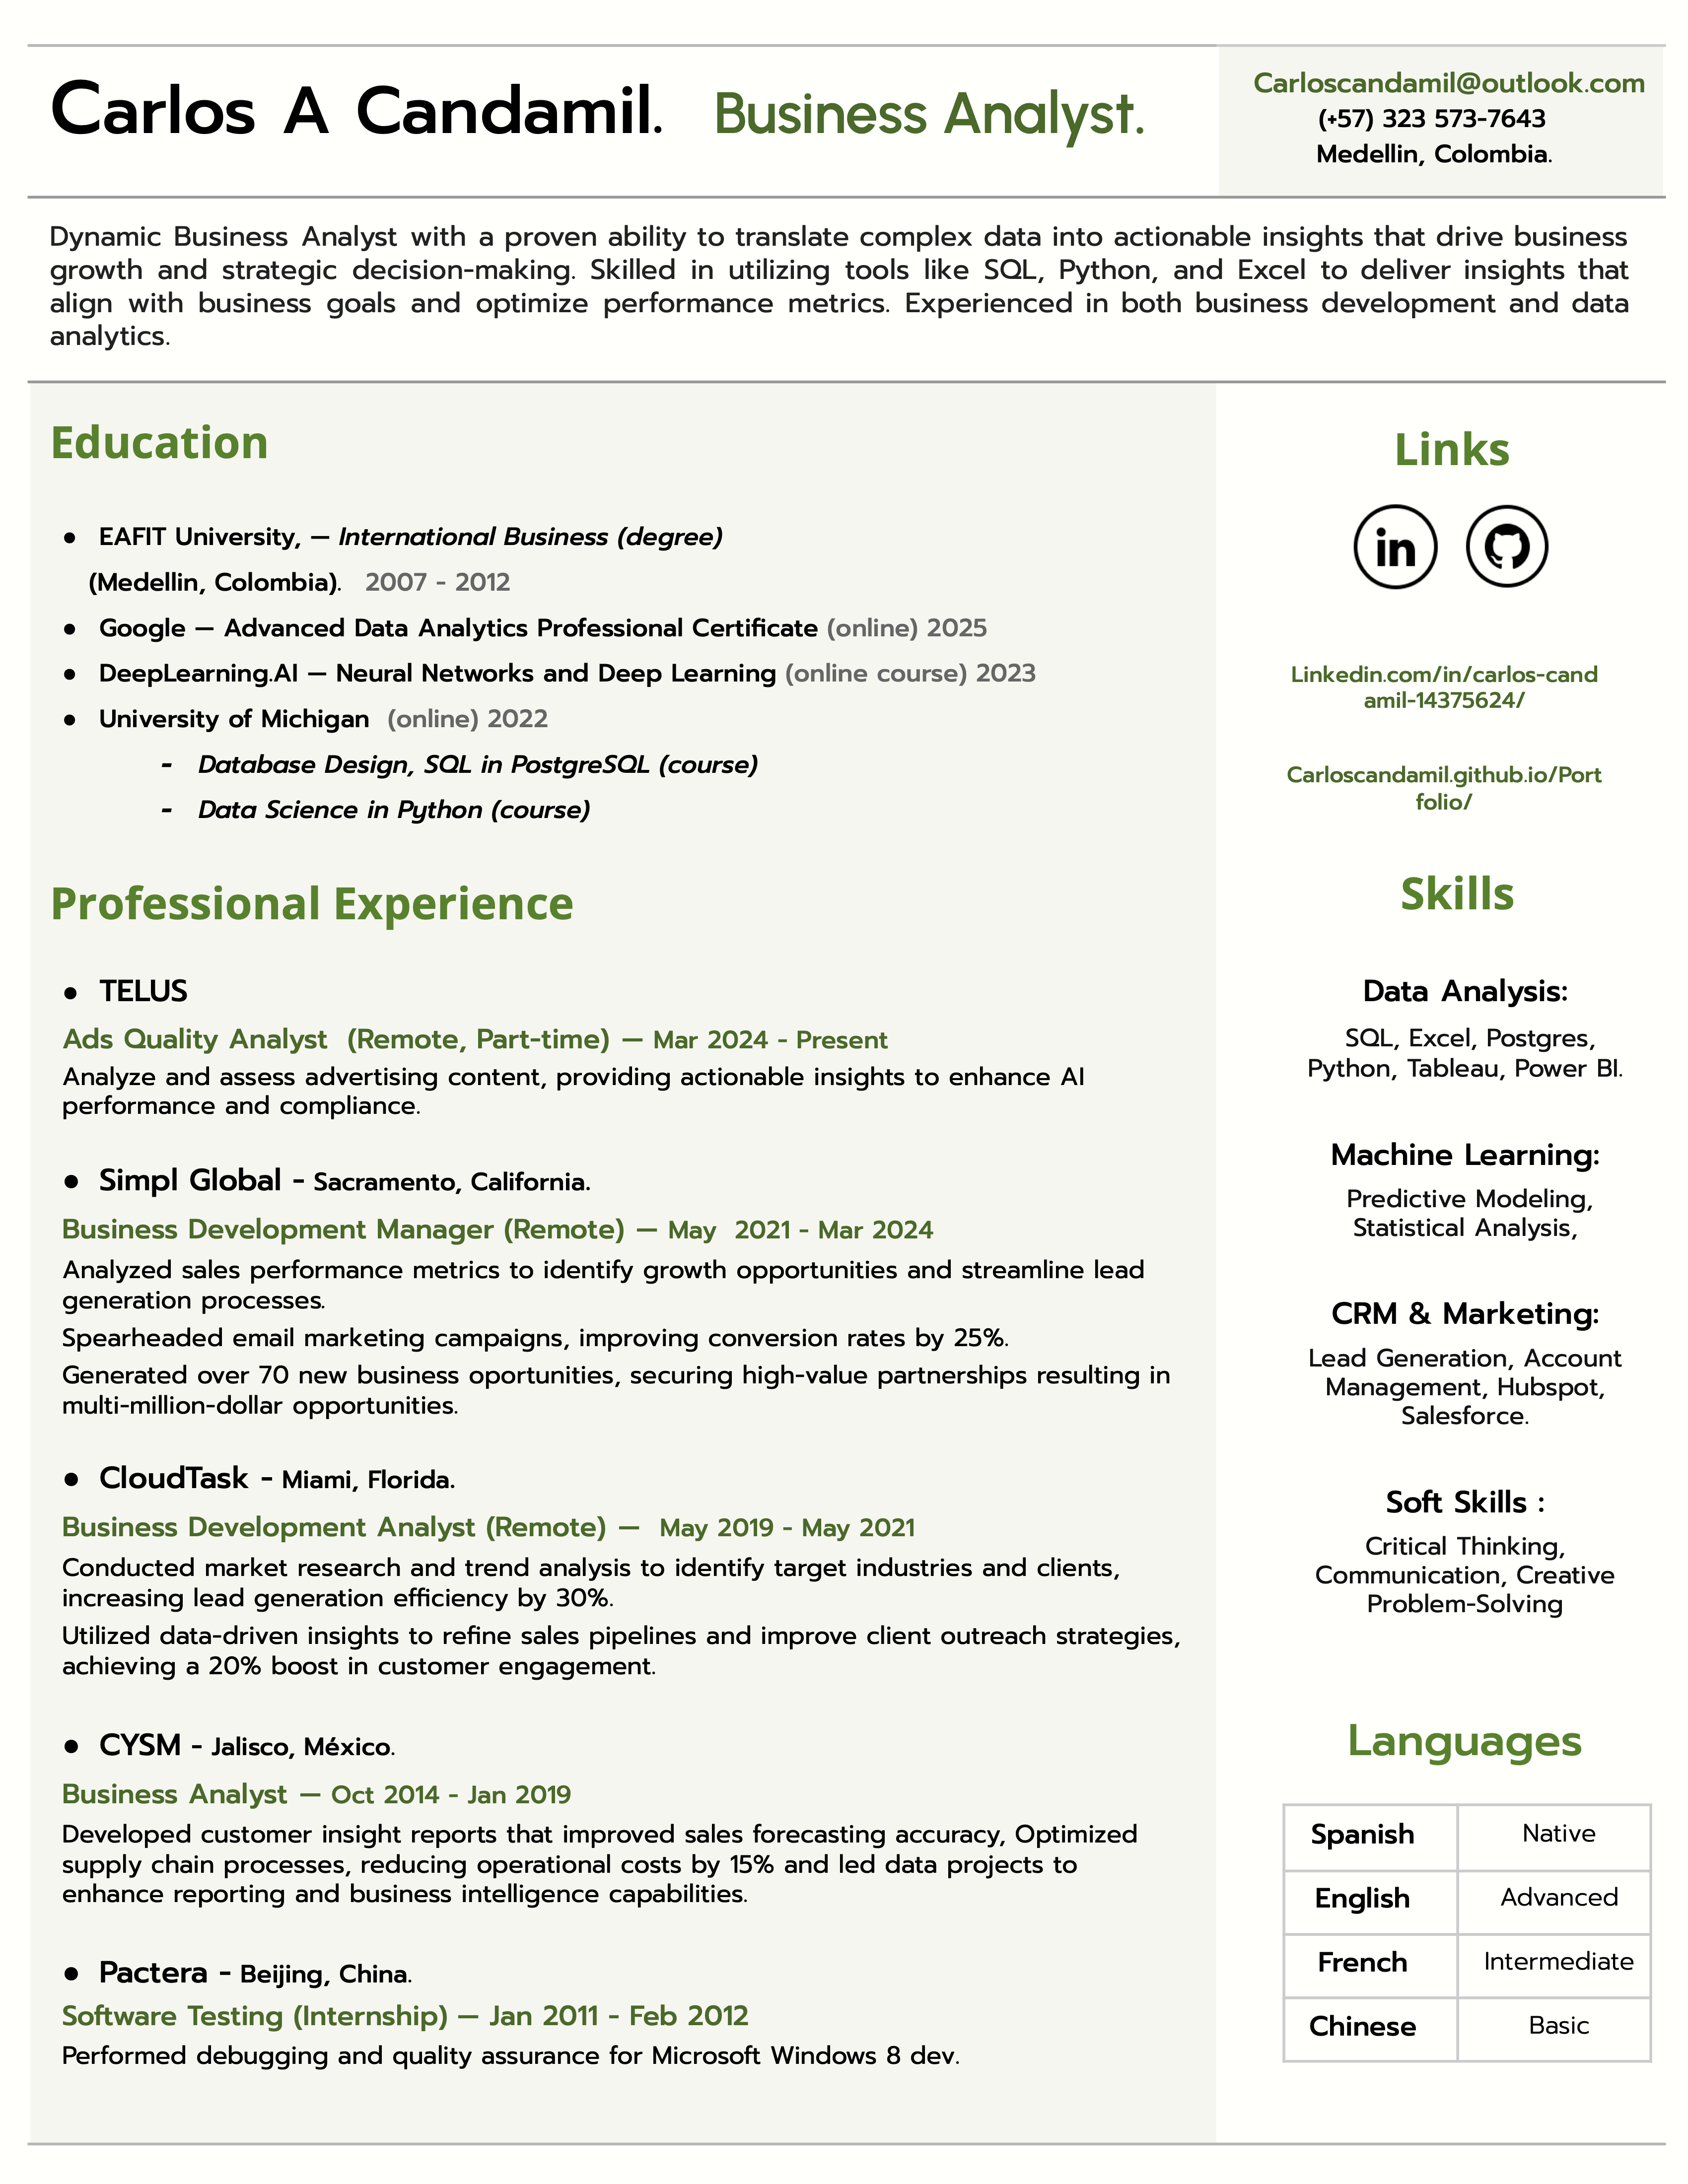 Carlos A Candamil. Business Analyst.
Carloscandamil@outlook.com
(+57) 323 573-7643
Medellin, Colombia.
Dynamic Business Analyst with a proven ability to translate complex data into actionable insights that drive business
growth and strategic decision-making. Skilled in utilizing tools like SQL, Python, and Excel to deliver insights that
align with business goals and optimize performance metrics. Experienced in both business development and data
analytics.
Education
● EAFIT University, — International Business (degree)
(Medellin, Colombia). 2007 - 2012
● Google — Advanced Data Analytics Professional Certificate (online) 2025
● DeepLearning.AI — Neural Networks and Deep Learning (online course) 2023
● University of Michigan (online) 2022
- Database Design, SQL in PostgreSQL (course)
- Data Science in Python (course)
Professional Experience
● TELUS
Ads Quality Analyst (Remote, Part-time) — Mar 2024 - Present
Analyze and assess advertising content, providing actionable insights to enhance AI
performance and compliance.
● Simpl Global - Sacramento, California.
Business Development Manager (Remote) — May 2021 - Mar 2024
Analyzed sales performance metrics to identify growth opportunities and streamline lead
generation processes.
Spearheaded email marketing campaigns, improving conversion rates by 25%.
Generated over 70 new business oportunities, securing high-value partnerships resulting in
multi-million-dollar opportunities.
● CloudTask - Miami, Florida.
Business Development Analyst (Remote) — May 2019 - May 2021
Conducted market research and trend analysis to identify target industries and clients,
increasing lead generation efficiency by 30%.
Utilized data-driven insights to refine sales pipelines and improve client outreach strategies,
achieving a 20% boost in customer engagement.
● CYSM - Jalisco, México.
Business Analyst — Oct 2014 - Jan 2019
Developed customer insight reports that improved sales forecasting accuracy, Optimized
supply chain processes, reducing operational costs by 15% and led data projects to
enhance reporting and business intelligence capabilities.
● Pactera - Beijing, China.
Software Testing (Internship) — Jan 2011 - Feb 2012
Performed debugging and quality assurance for Microsoft Windows 8 dev.
Links
in
Linkedin.com/in/carlos-cand
amil-14375624/
Carloscandamil.github.io/Port
folio/
Skills
Data Analysis:
SQL, Excel, Postgres,
Python, Tableau, Power BI.
Machine Learning:
Predictive Modeling,
Statistical Analysis,
CRM & Marketing:
Lead Generation, Account
Management, Hubspot,
Salesforce.
Soft Skills :
Critical Thinking,
Communication, Creative
Problem-Solving
Languages
Spanish Native
English Advanced
French Intermediate
Chinese Basic